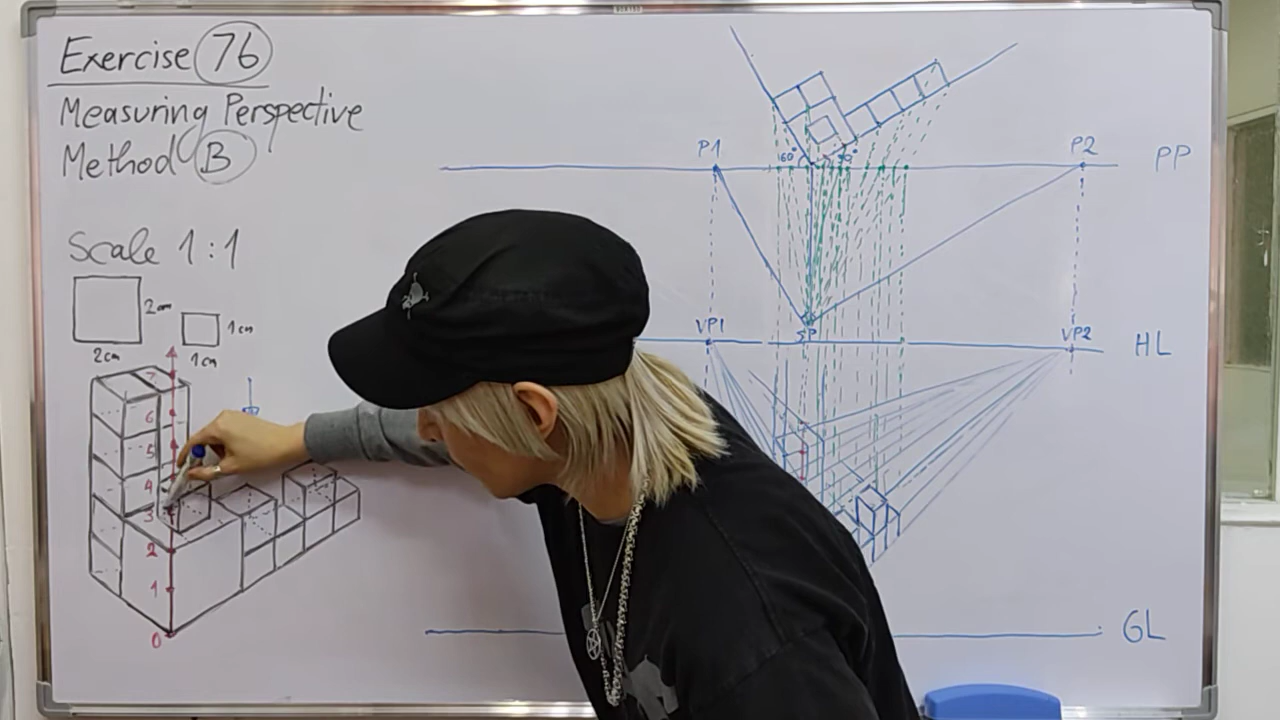 Exercise 76
Measuring Perspective
Method B
Scale 1:1
2cm
1cm
2cm
1cm
7
6
5
4
3
2
1
0
P1
P2
PP
60°
SP
VP1
VP2
HL
GL